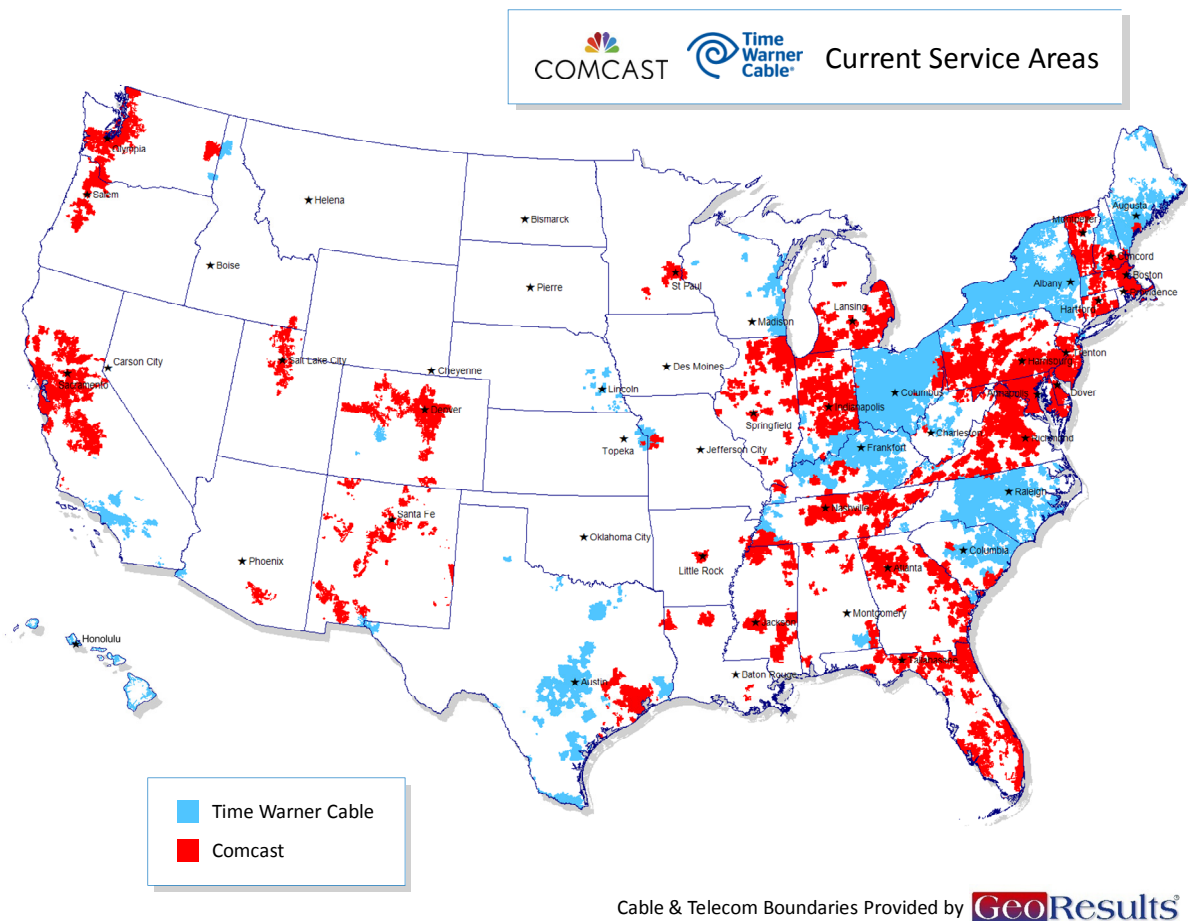 COMCAST
Time
Warner
Cable
Current Service Areas
Olympia
Salem
Helena
Bismarck
Boise
Pierre
St Paul
Augusta
Montpelier
Concord
Boston
Providence
Albany
Hartford
Lansing
Madison
Carson City
Sacramento
Salt Lake City
Cheyenne
Des Moines
Lincoln
Denver
Columbus
Harrisburg
Trenton
Annapolis
Dover
Indianapolis
Springfield
Topeka
Jefferson City
Charleston
Frankfort
Richmond
Raleigh
Santa Fe
Nashville
Oklahoma City
Phoenix
Little Rock
Columbia
Atlanta
Montgomery
Jackson
Honolulu
Tallahassee
Daton Rouge
Austin
Time Warner Cable
Comcast
Cable & Telecom Boundaries Provided by GeoResults